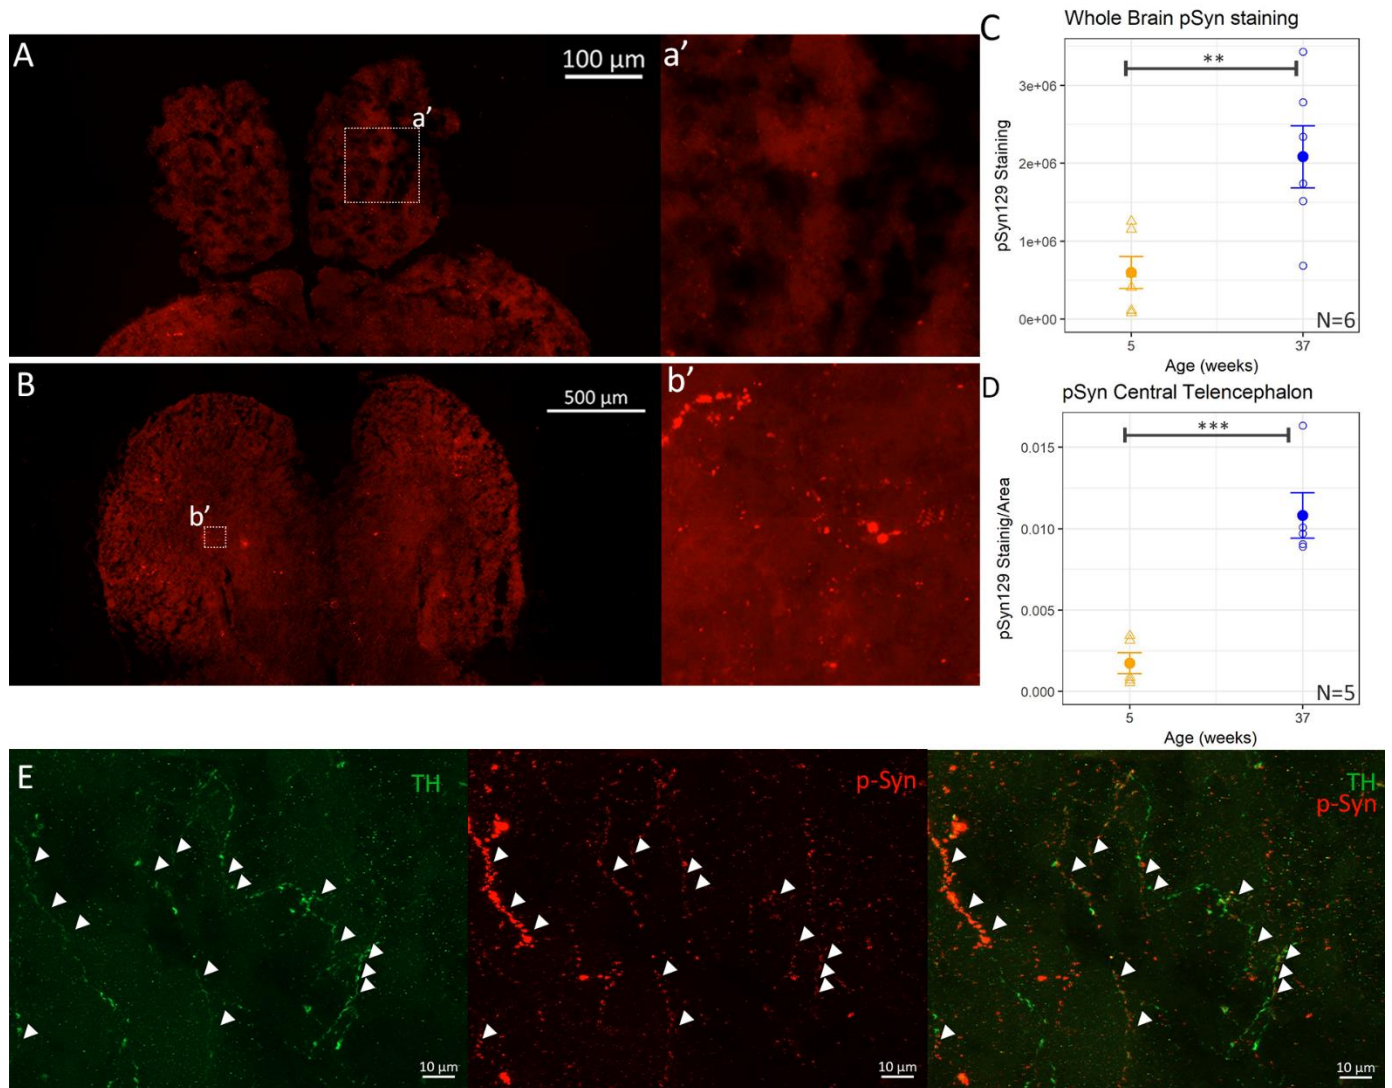 A
100 µm
a’
a’
B
500 µm
b’
b’
C
Whole Brain pSyn staining
pSyn129 Staining
3e+06
2e+06
1e+06
0e+00
**
N=6
5
37
Age (weeks)
D
pSyn Central Telencephalon
pSyn129 Stainig/Area
0.015
0.010
0.005
0.000
***
N=5
5
37
Age (weeks)
E
TH
10 µm
p-Syn
10 µm
TH
p-Syn
10 µm